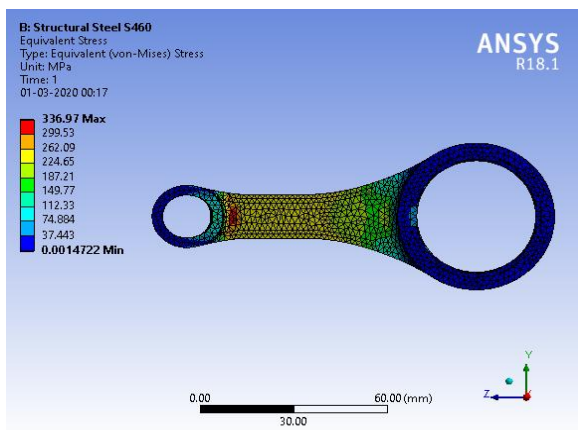 B: Structural Steel S460
Equivalent Stress
Type: Equivalent (von-Mises) Stress
Unit: MPa
Time: 1
01-03-2020 00:17
ANSYS
R18.1
336.97 Max
299.53
262.09
224.65
187.21
149.77
112.33
74.884
37.443
0.0014722 Min
0.00
60.00 (mm)
30.00
Y
Z